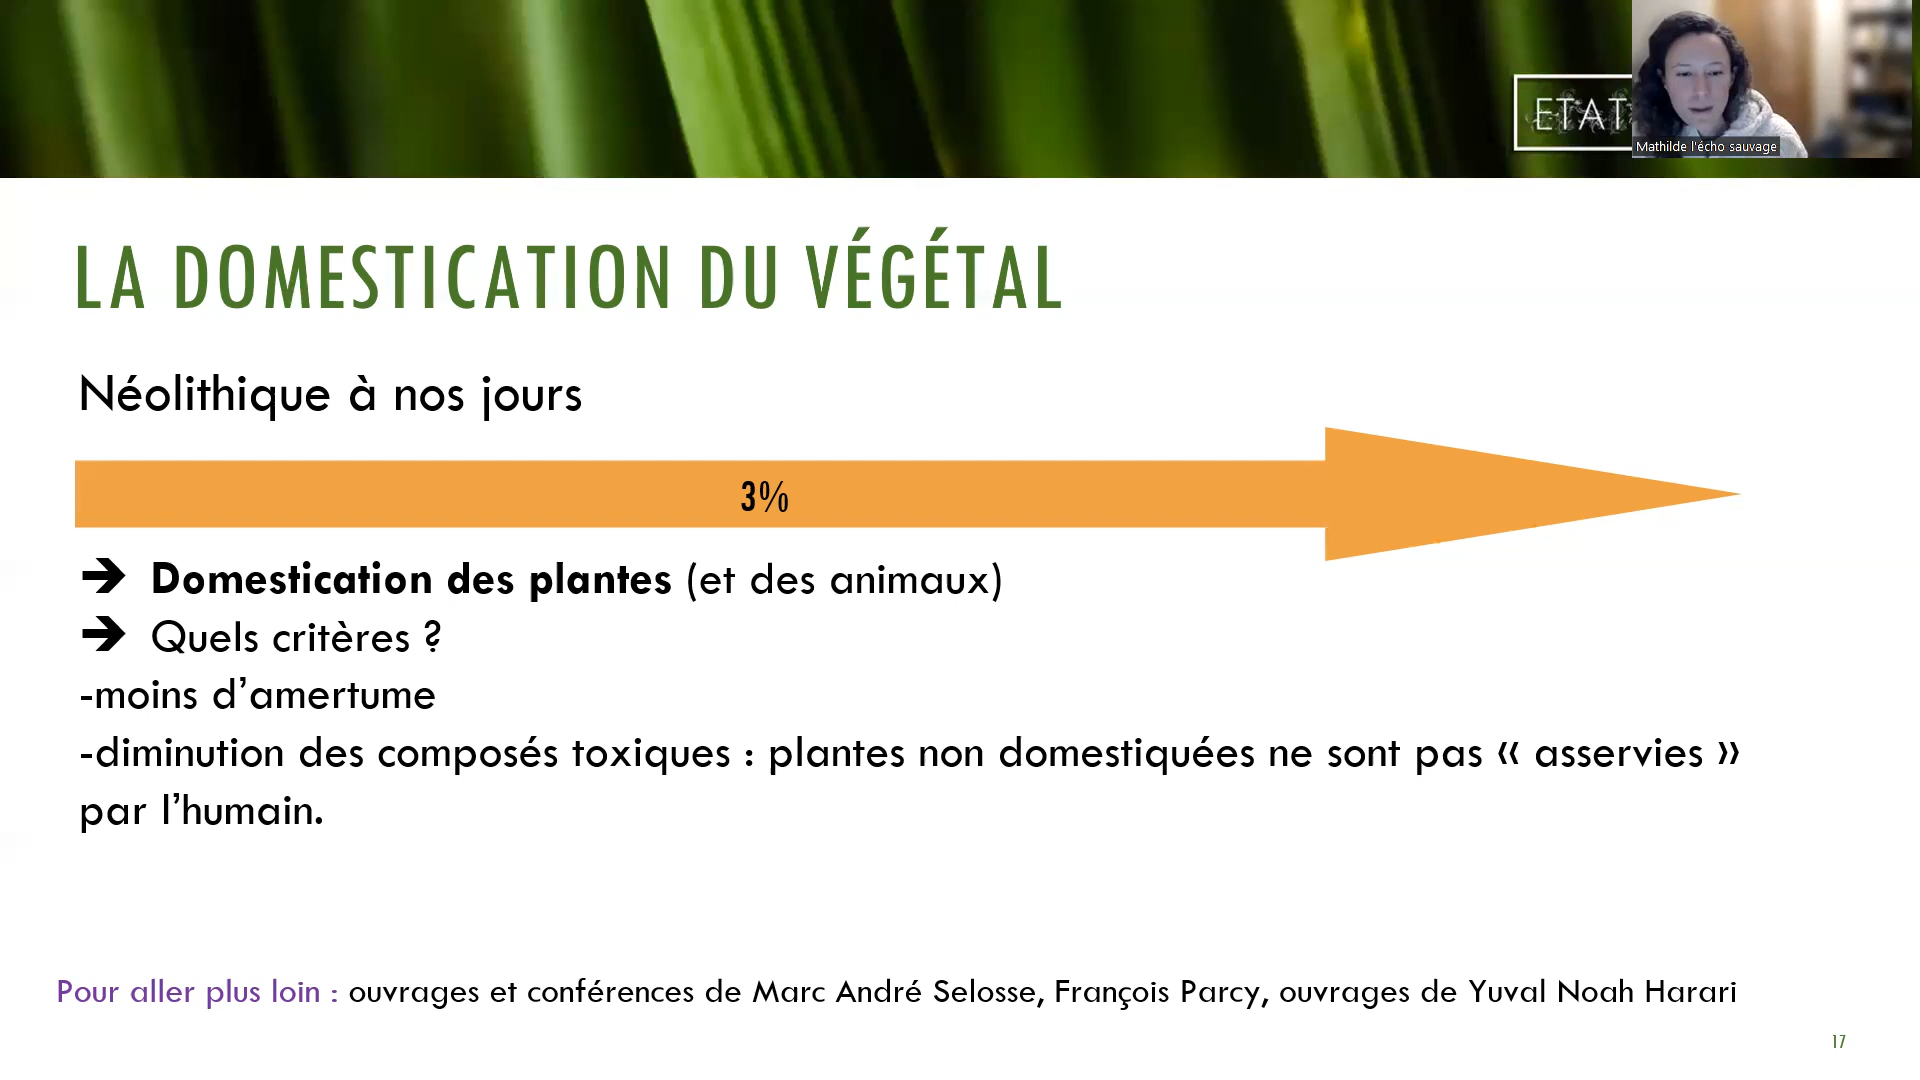 ETAT
Mathilde l'écho sauvage
LA DOMESTICATION DU VÉGÉTAL
Néolithique à nos jours
3%
➔ Domestication des plantes (et des animaux)
➔ Quels critères ?
-moins d’amertume
-diminution des composés toxiques : plantes non domestiquées ne sont pas « asservies »
par l’humain.
Pour aller plus loin : ouvrages et conférences de Marc André Selosse, François Parcy, ouvrages de Yuval Noah Harari
17